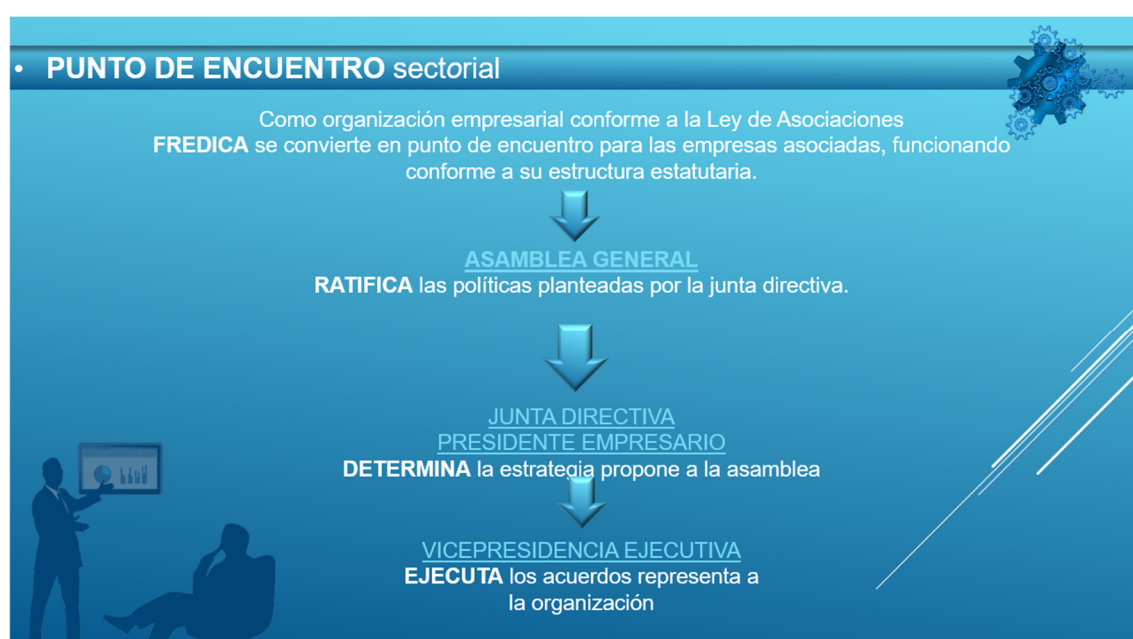 • PUNTO DE ENCUENTRO sectorial
Como organización empresarial conforme a la Ley de Asociaciones
FREDICA se convierte en punto de encuentro para las empresas asociadas, funcionando
conforme a su estructura estatutaria.
ASAMBLEA GENERAL
RATIFICA las políticas planteadas por la junta directiva.
JUNTA DIRECTIVA
PRESIDENTE EMPRESARIO
DETERMINA la estrategia propone a la asamblea
VICEPRESIDENCIA EJECUTIVA
EJECUTA los acuerdos representa a
la organización